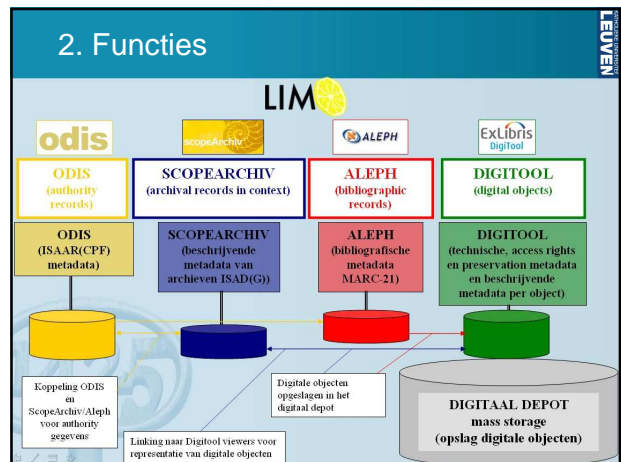 2. Functies
KATHOLIEKE UNIVERSITEIT
LEUVEN
LIM
odis
scopeArchiv
ALEPH
ExLibris
DigiTool
ODIS
(authority
records)
SCOPEARCHIV
(archival records in context)
ALEPH
(bibliographic
records)
DIGITOOL
(digital objects)
ODIS
(ISAAR(CPF)
metadata)
SCOPEARCHIV
(beschrijvende
metadata van
archieven ISAD(G))
ALEPH
(bibliografische
metadata
MARC-21)
DIGITOOL
(technische, access rights
en preservation metadata
en beschrijvende
metadata per object)
Koppeling ODIS
en
ScopeArchiv/Aleph
voor authority
gegevens
Linking naar Digitool viewers voor
representatie van digitale objecten
Digitale objecten
opgeslagen in het
digitaal depot
DIGITAAL DEPOT
mass storage
(opslag digitale objecten)